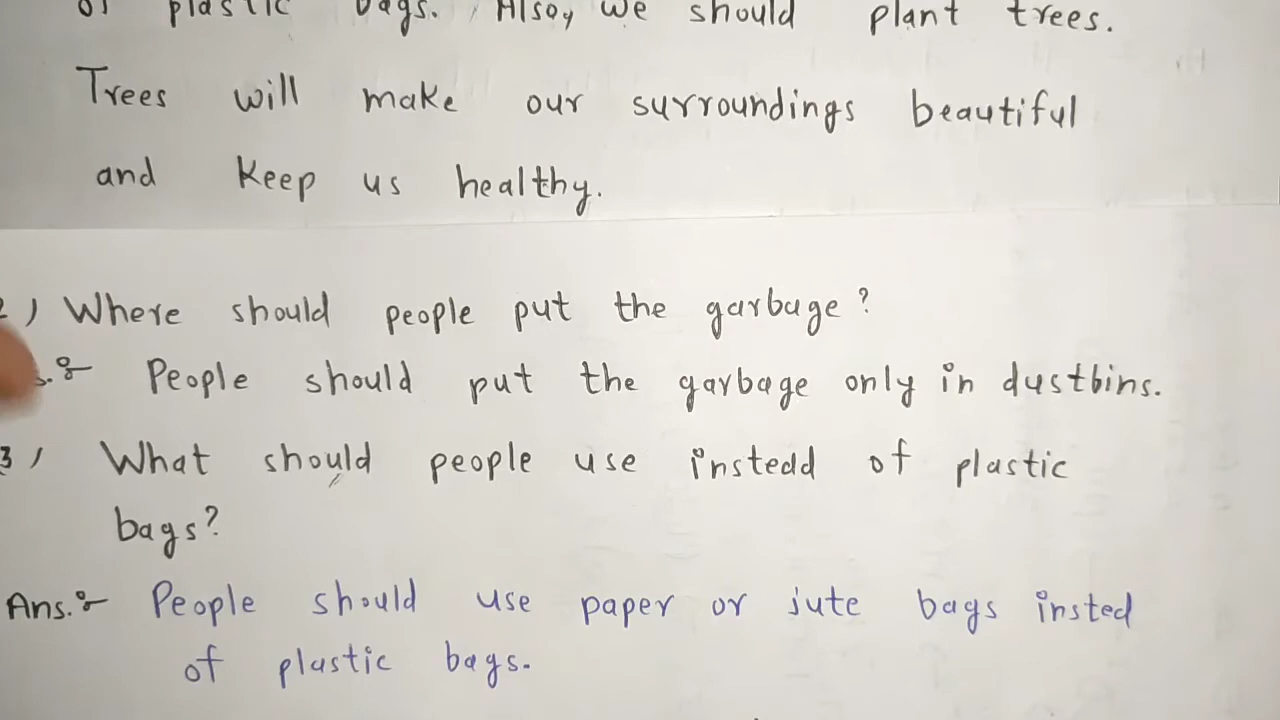 of plastic bags. Also, we should plant trees.
Trees will make our surroundings beautiful
and keep us healthy.
2) Where should people put the garbage?
s.:- People should put the garbage only in dustbins.
3) What should people use instedd of plastic
bags?
Ans.:- People should use paper or jute bags insted
of plastic bags.